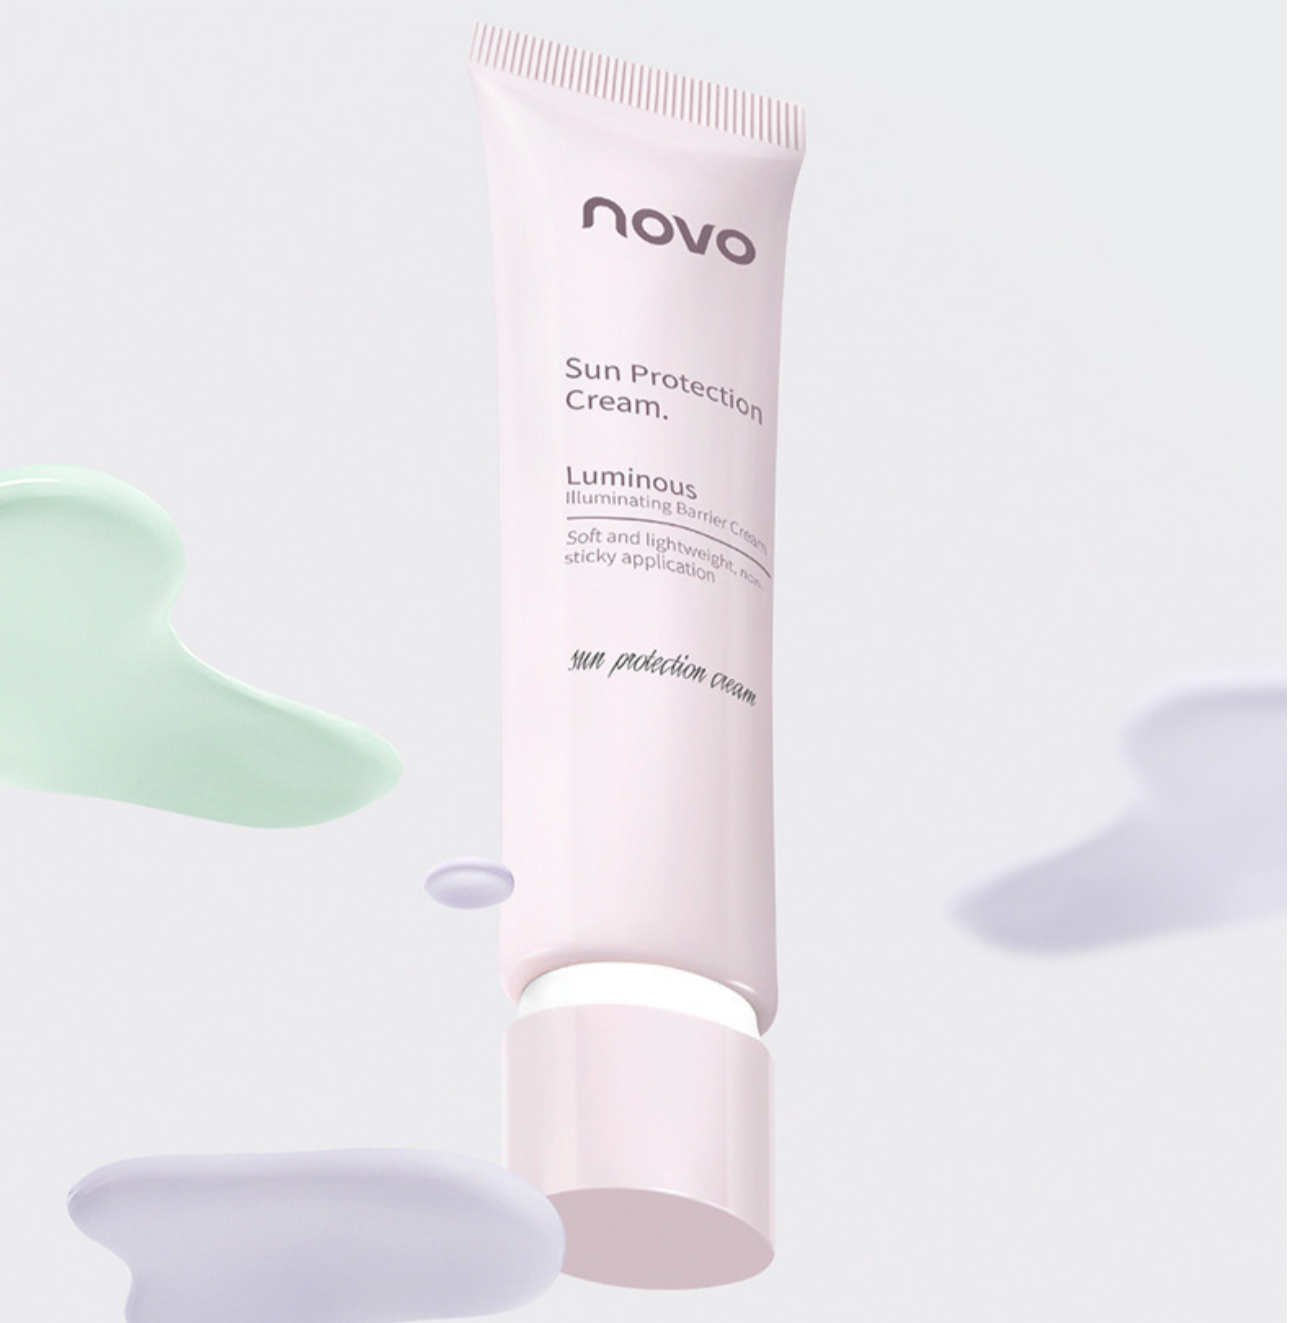 novo
Sun Protection
Cream.
Luminous
Illuminating Barrier Cream
Soft and lightweight, non-
sticky application
sun protection cream